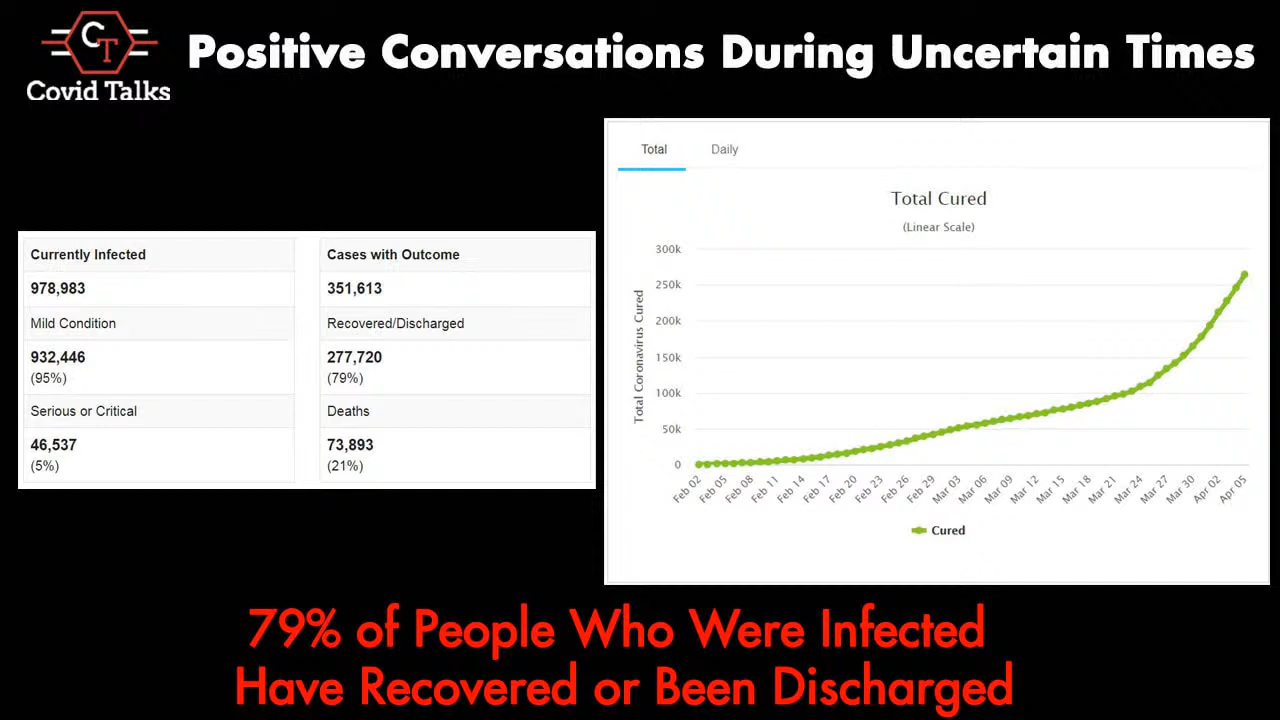 CT
Covid Talks
Positive Conversations During Uncertain Times
Currently Infected
978,983
Mild Condition
932,446
(95%)
Serious or Critical
46,537
(5%)
Cases with Outcome
351,613
Recovered/Discharged
277,720
(79%)
Deaths
73,893
(21%)
Total Daily
Total Cured
(Linear Scale)
Total Coronavirus Cured
300k
250k
200k
150k
100k
50k
0
Feb 02 Feb 05 Feb 08 Feb 11 Feb 14 Feb 17 Feb 20 Feb 23 Feb 26 Feb 29 Mar 03 Mar 06 Mar 09 Mar 12 Mar 15 Mar 18 Mar 21 Mar 24 Mar 27 Mar 30 Apr 02 Apr 05
Cured
79% of People Who Were Infected
Have Recovered or Been Discharged